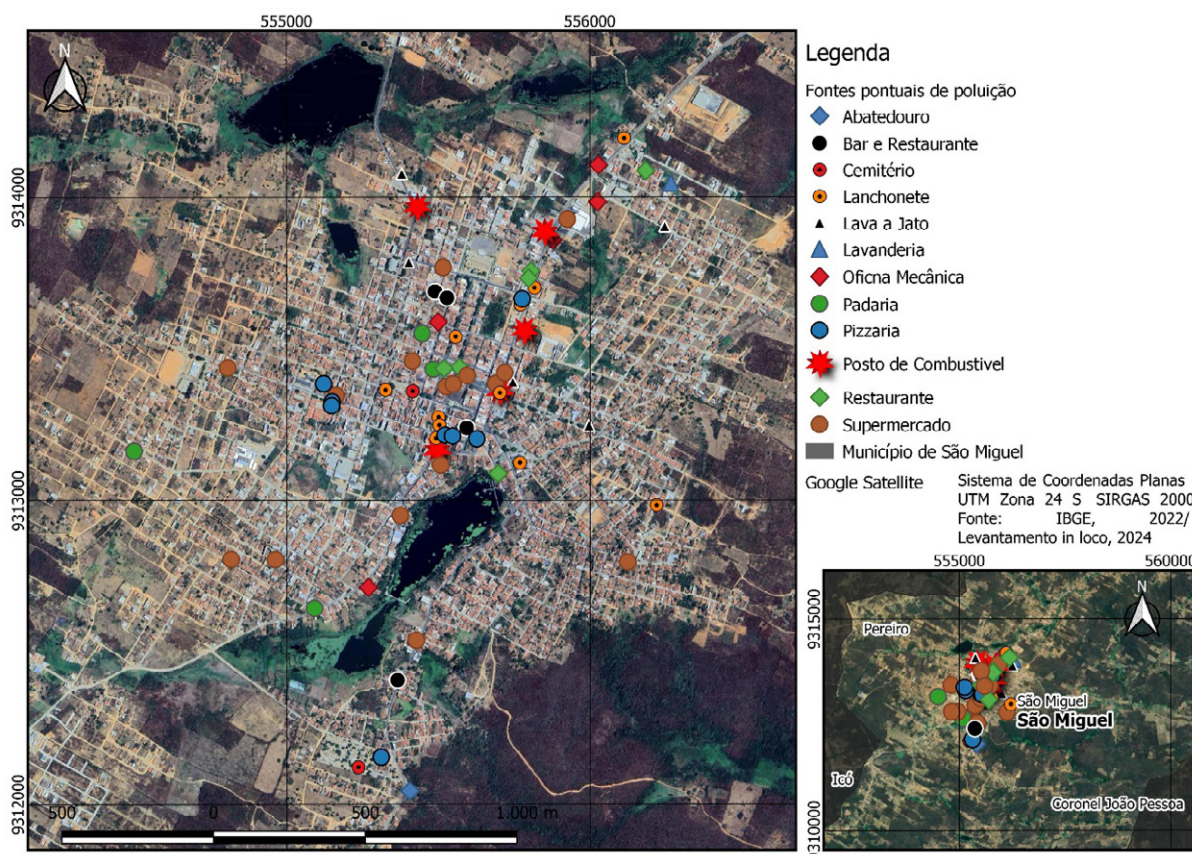 555000
556000
N
9314000
9313000
9312000
500
0
500
1.000 m
Legenda
Fontes pontuais de poluição
Abatedouro
Bar e Restaurante
Cemitério
Lanchonete
Lava a Jato
Lavanderia
Oficna Mecânica
Padaria
Pizzaria
Posto de Combustivel
Restaurante
Supermercado
Município de São Miguel
Google Satellite
Sistema de Coordenadas Planas
UTM Zona 24 S SIRGAS 2000
Fonte: IBGE, 2022/
Levantamento in loco, 2024
555000
560000
N
9315000
9310000
Pereiro
São Miguel
São Miguel
Icó
Coronel João Pessoa